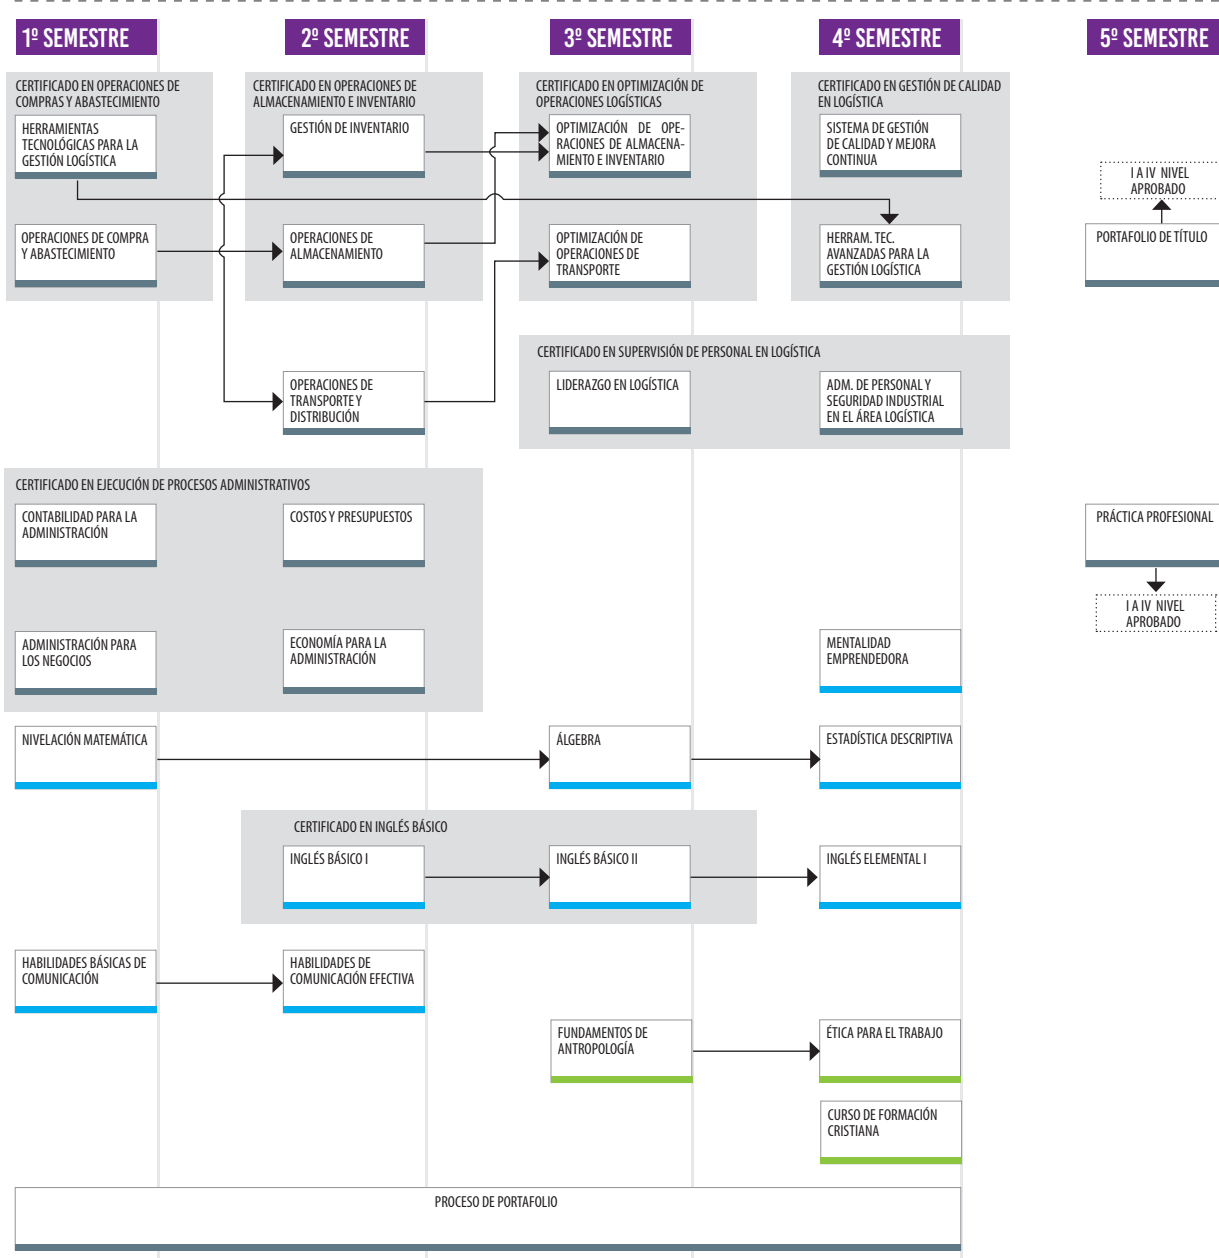 1º SEMESTRE
2º SEMESTRE
3º SEMESTRE
4º SEMESTRE
5º SEMESTRE
CERTIFICADO EN OPERACIONES DE
COMPRAS Y ABASTECIMIENTO
CERTIFICADO EN OPERACIONES DE
ALMACENAMIENTO E INVENTARIO
CERTIFICADO EN OPTIMIZACIÓN DE
OPERACIONES LOGÍSTICAS
CERTIFICADO EN GESTIÓN DE CALIDAD
EN LOGÍSTICA
HERRAMIENTAS
TECNOLÓGICAS PARA LA
GESTIÓN LOGÍSTICA
GESTIÓN DE INVENTARIO
OPTIMIZACIÓN DE OPE-
RACIONES DE ALMACENA-
MIENTO E INVENTARIO
SISTEMA DE GESTIÓN
DE CALIDAD Y MEJORA
CONTINUA
I A IV NIVEL
APROBADO
OPERACIONES DE COMPRA
Y ABASTECIMIENTO
OPERACIONES DE
ALMACENAMIENTO
OPTIMIZACIÓN DE
OPERACIONES DE
TRANSPORTE
HERRAM. TEC.
AVANZADAS PARA LA
GESTIÓN LOGÍSTICA
PORTAFOLIO DE TÍTULO
CERTIFICADO EN SUPERVISIÓN DE PERSONAL EN LOGÍSTICA
OPERACIONES DE
TRANSPORTE Y
DISTRIBUCIÓN
LIDERAZGO EN LOGÍSTICA
ADM. DE PERSONAL Y
SEGURIDAD INDUSTRIAL
EN EL ÁREA LOGÍSTICA
CERTIFICADO EN EJECUCIÓN DE PROCESOS ADMINISTRATIVOS
CONTABILIDAD PARA LA
ADMINISTRACIÓN
COSTOS Y PRESUPUESTOS
PRÁCTICA PROFESIONAL
I A IV NIVEL
APROBADO
ADMINISTRACIÓN PARA
LOS NEGOCIOS
ECONOMÍA PARA LA
ADMINISTRACIÓN
MENTALIDAD
EMPRENDEDORA
NIVELACIÓN MATEMÁTICA
ÁLGEBRA
ESTADÍSTICA DESCRIPTIVA
CERTIFICADO EN INGLÉS BÁSICO
INGLÉS BÁSICO I
INGLÉS BÁSICO II
INGLÉS ELEMENTAL I
HABILIDADES BÁSICAS DE
COMUNICACIÓN
HABILIDADES DE
COMUNICACIÓN EFECTIVA
FUNDAMENTOS DE
ANTROPOLOGÍA
ÉTICA PARA EL TRABAJO
CURSO DE FORMACIÓN
CRISTIANA
PROCESO DE PORTAFOLIO